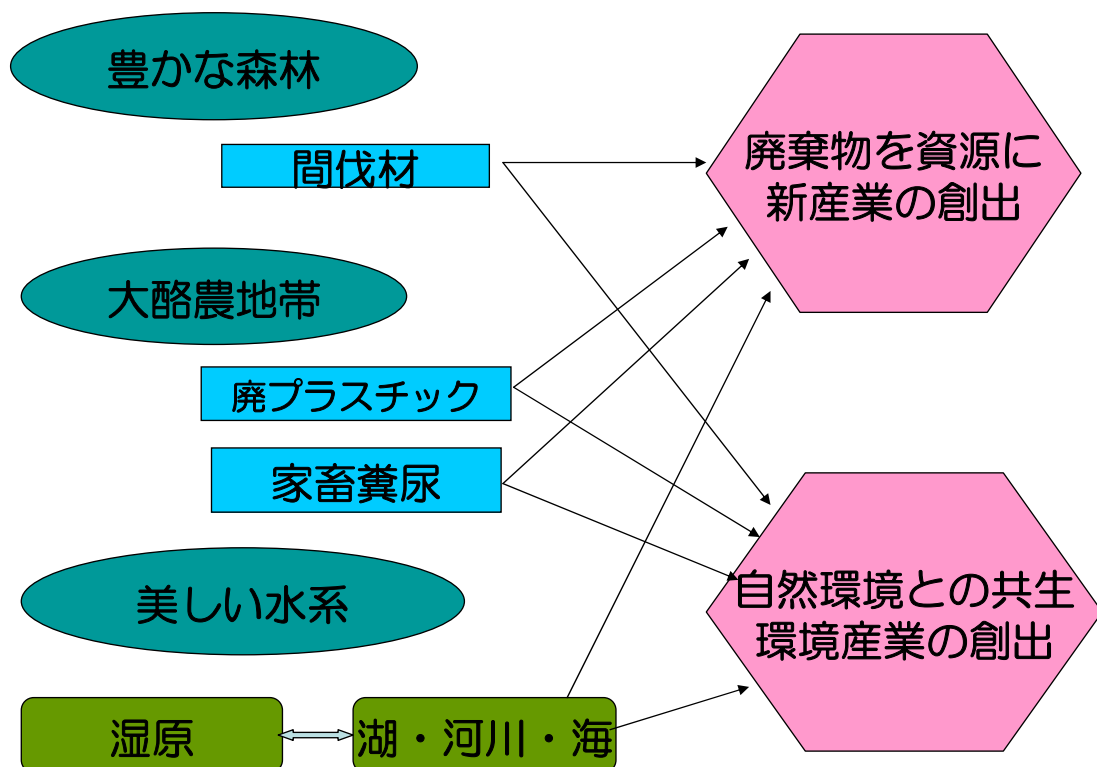 豊かな森林
間伐材
大酪農地帯
廃プラスチック
家畜糞尿
美しい水系
湿原
湖・河川・海
廃棄物を資源に
新産業の創出
自然環境との共生
環境産業の創出